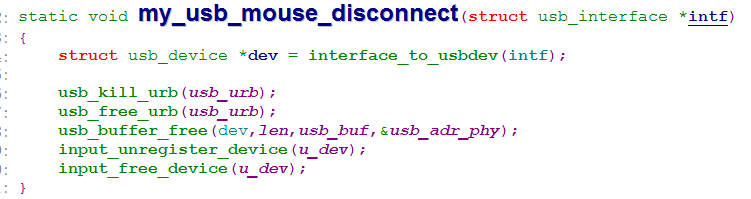 static void my_usb_mouse_disconnect(struct usb_interface *intf)
{
struct usb_device *dev = interface_to_usbdev(intf);
usb_kill_urb(usb_urb);
usb_free_urb(usb_urb);
usb_buffer_free(dev,len,usb_buf,&usb_adr_phy);
input_unregister_device(u_dev);
input_free_device(u_dev);
}